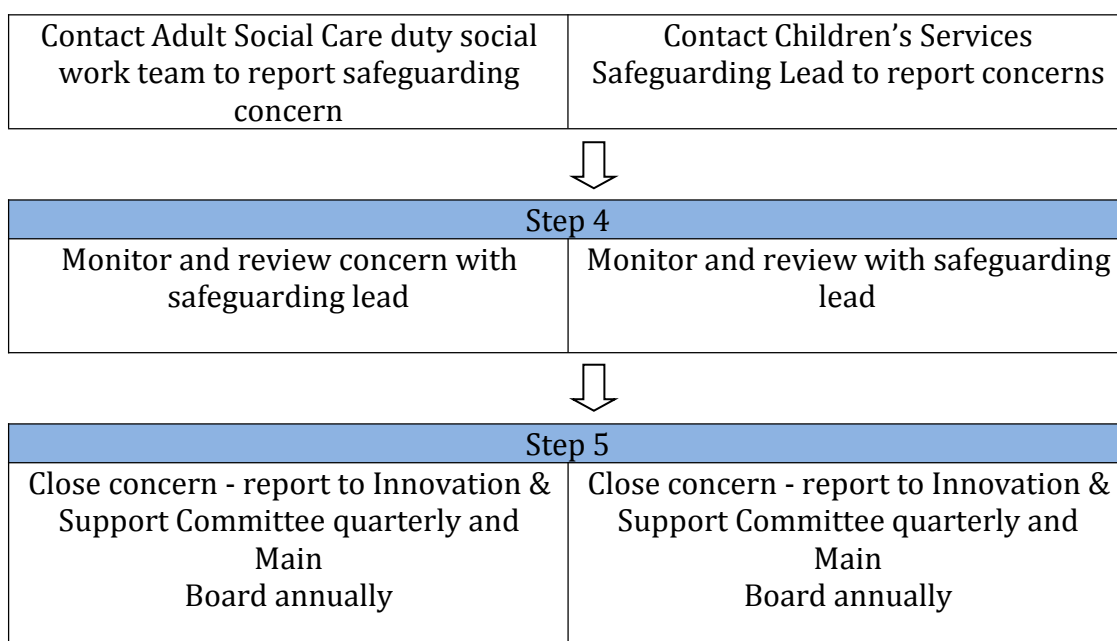 Contact Adult Social Care duty social
work team to report safeguarding
concern
Contact Children’s Services
Safeguarding Lead to report concerns
Step 4
Monitor and review concern with
safeguarding lead
Monitor and review with safeguarding
lead
Step 5
Close concern - report to Innovation &
Support Committee quarterly and
Main
Board annually
Close concern - report to Innovation &
Support Committee quarterly and
Main
Board annually